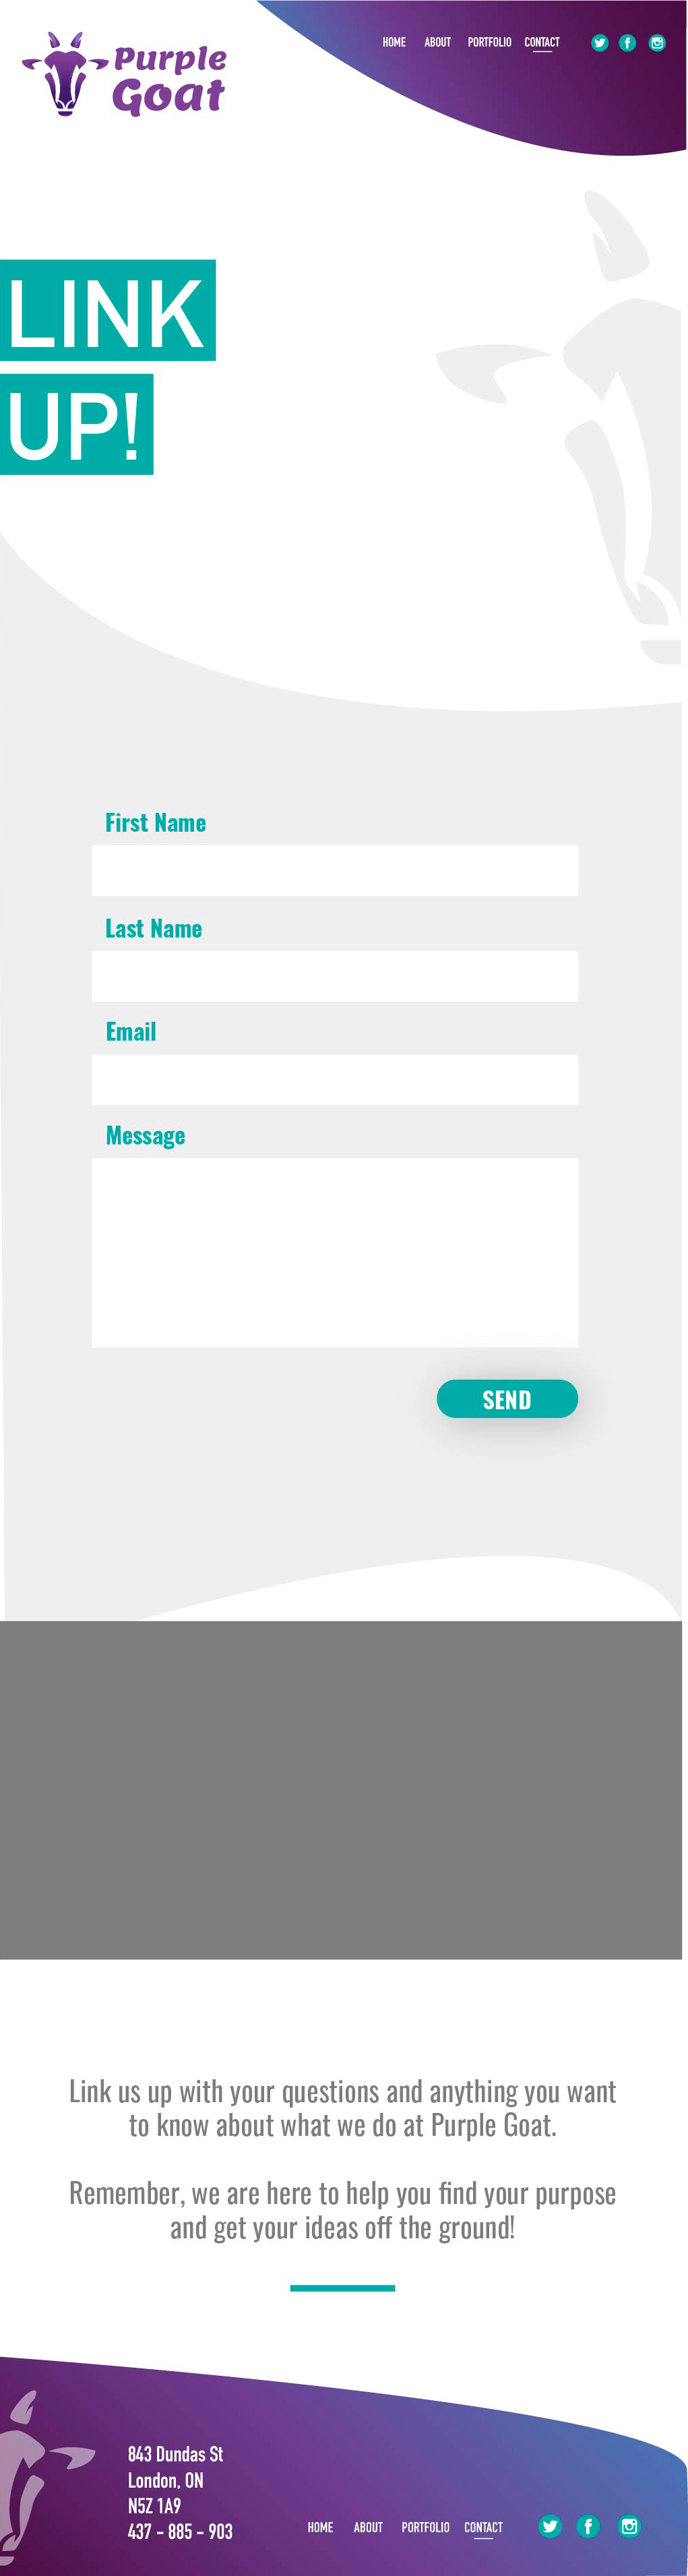 Purple
Goat
HOME ABOUT PORTFOLIO CONTACT
LINK
UP!
First Name
Last Name
Email
Message
SEND
Link us up with your questions and anything you want
to know about what we do at Purple Goat.
Remember, we are here to help you find your purpose
and get your ideas off the ground!
843 Dundas St
London, ON
N5Z 1A9
437 - 885 - 903
HOME ABOUT PORTFOLIO CONTACT